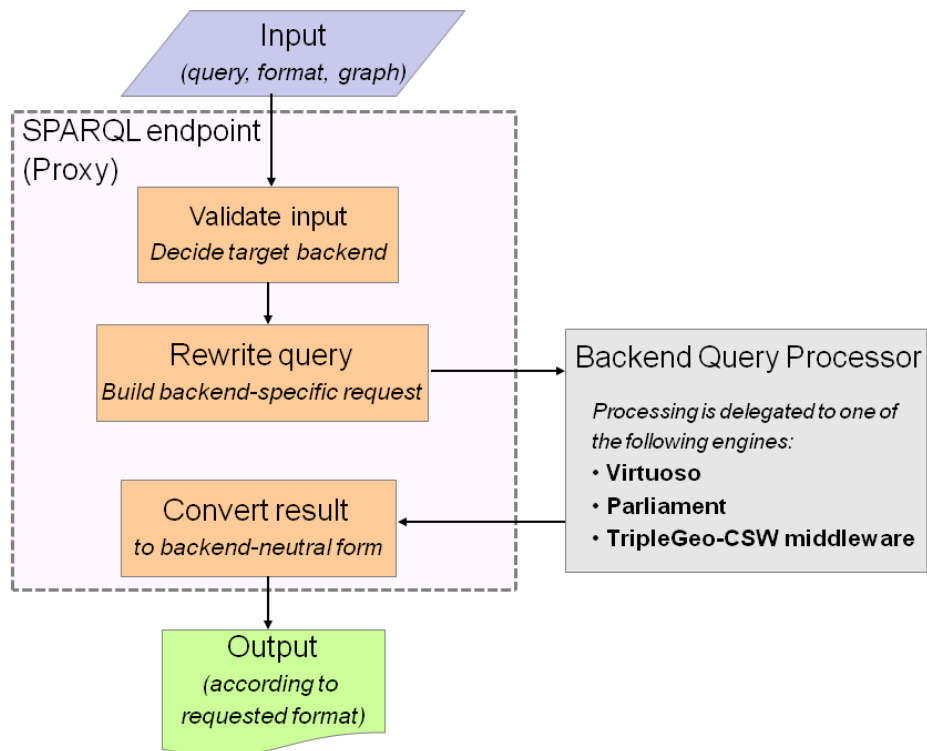 Input
(query, format, graph)
SPARQL endpoint
(Proxy)
Validate input
Decide target backend
Rewrite query
Build backend-specific request
Backend Query Processor
Processing is delegated to one of
the following engines:
• Virtuoso
• Parliament
• TripleGeo-CSW middleware
Convert result
to backend-neutral form
Output
(according to
requested format)